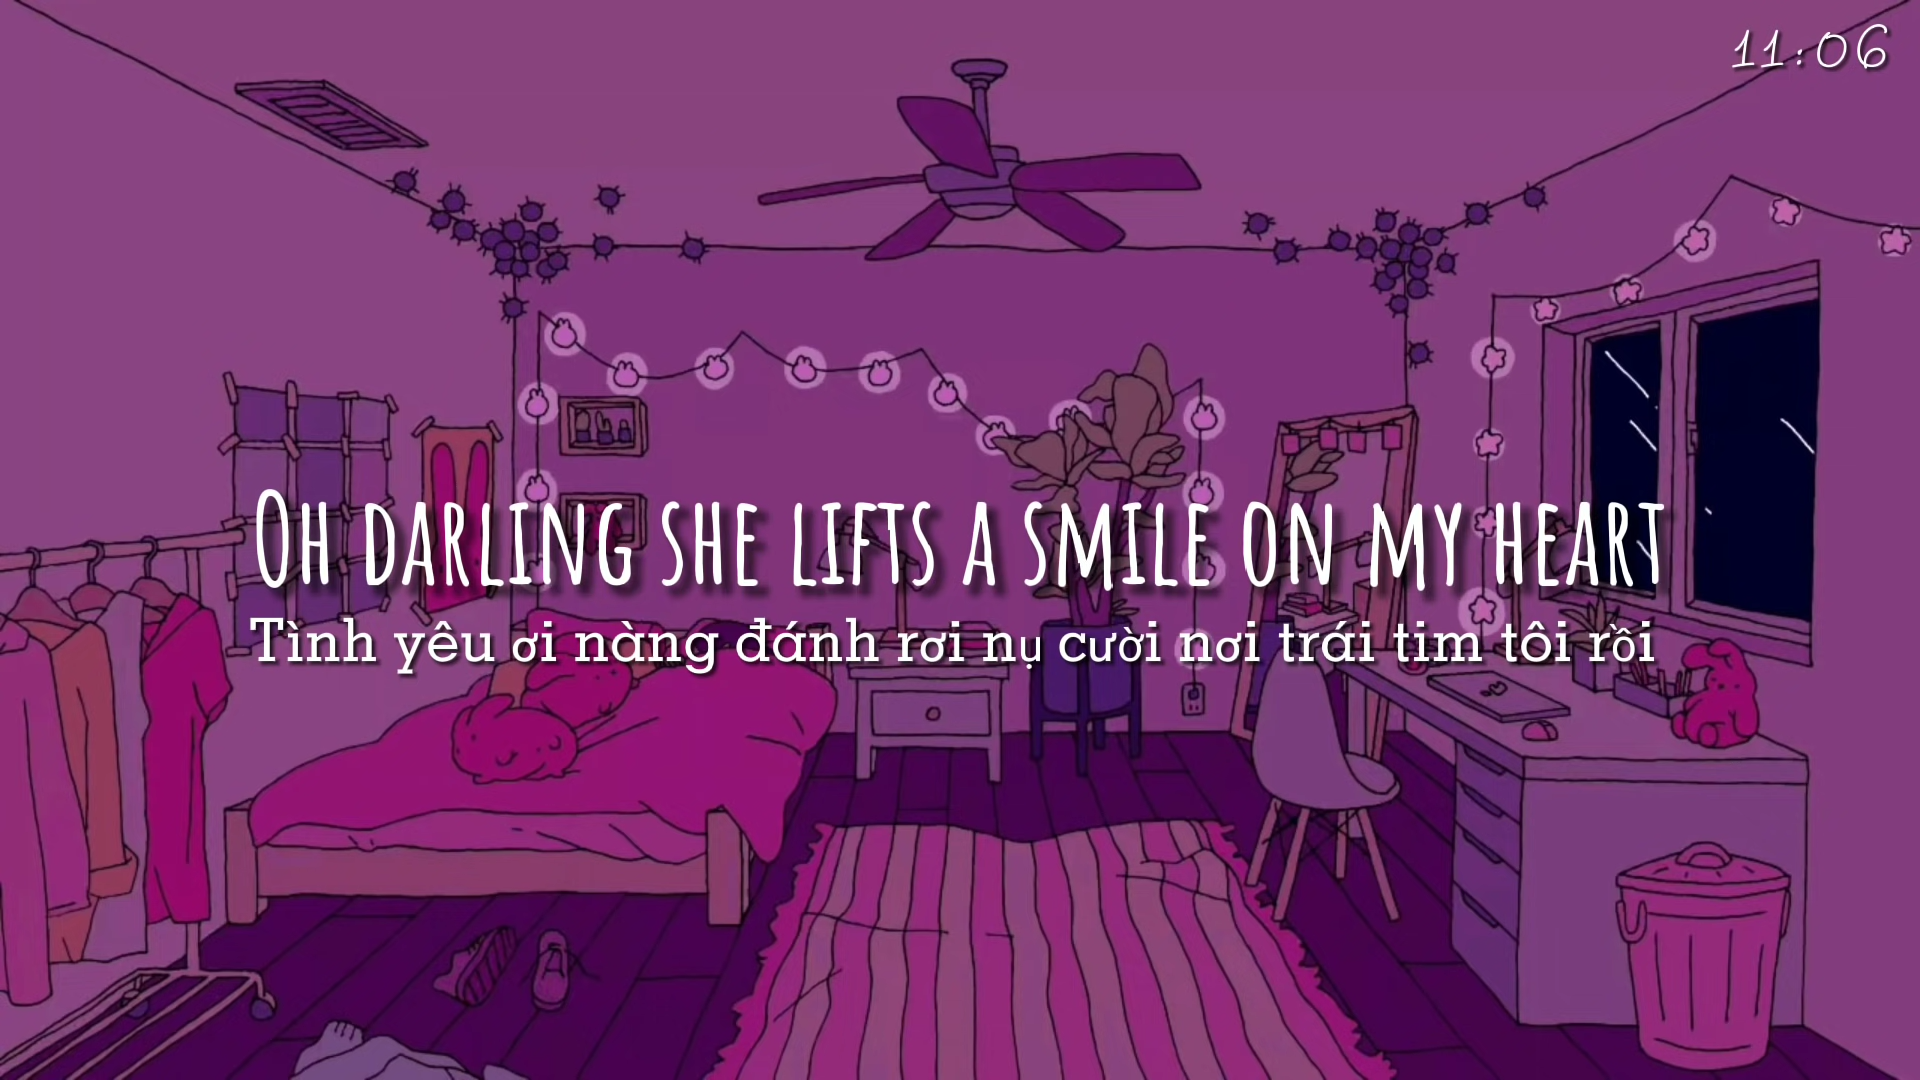 11:06
Oh darling she lifts a smile on my heart
Tình yêu ơi nàng đánh rơi nụ cười nơi trái tim tôi rồi